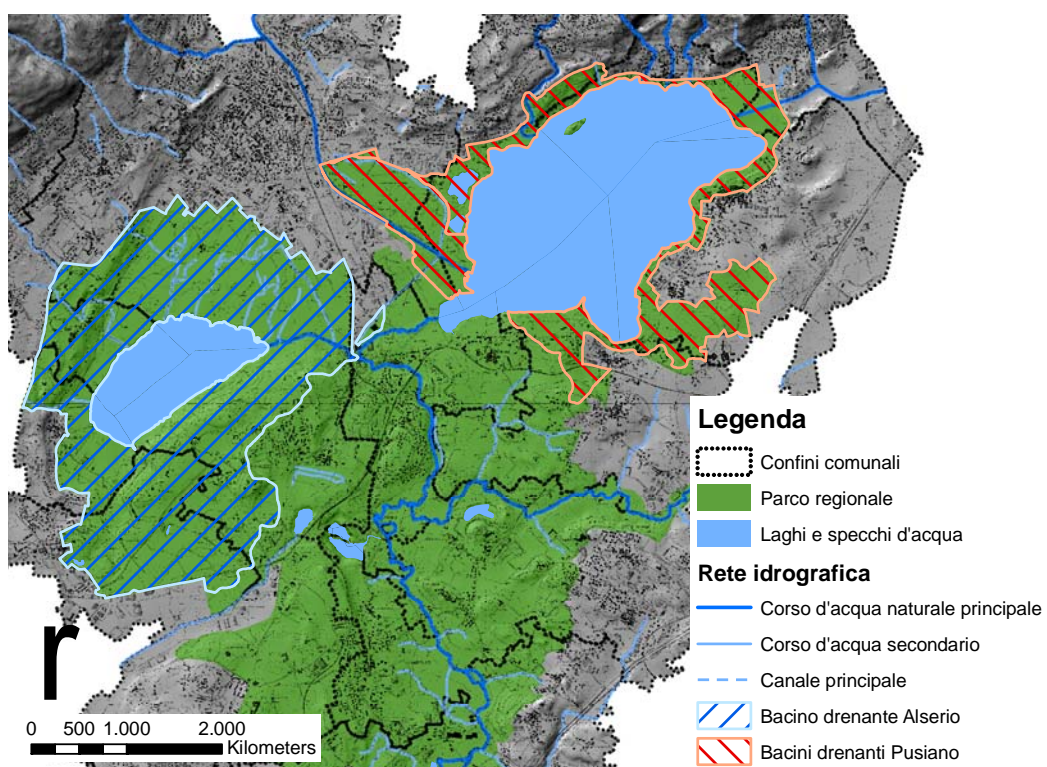 Legenda
Confini comunali
Parco regionale
Laghi e specchi d'acqua
Rete idrografica
Corso d'acqua naturale principale
Corso d'acqua secondario
Canale principale
Bacino drenante Alserio
Bacini drenanti Pusiano
r
0 500 1.000 2.000
Kilometers